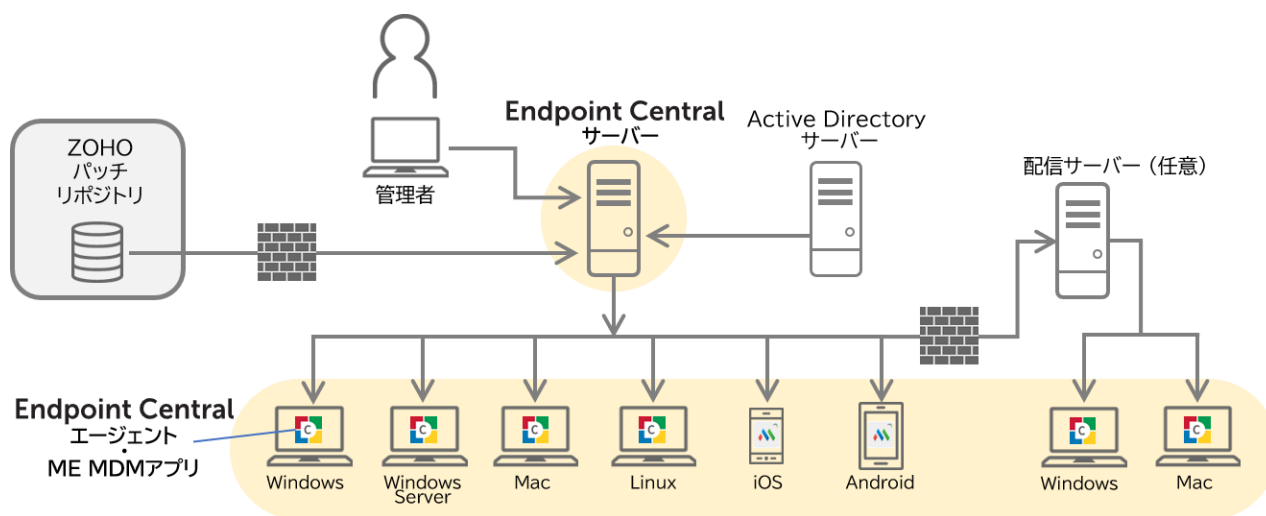 Endpoint Central
サーバー
Active Directory
サーバー
ZOHO
パッチ
リポジトリ
管理者
配信サーバー（任意）
Endpoint Central
エージェント
・
ME MDMアプリ
C
C
C
C
C
C
Windows
Windows
Server
Mac
Linux
iOS
Android
Windows
Mac